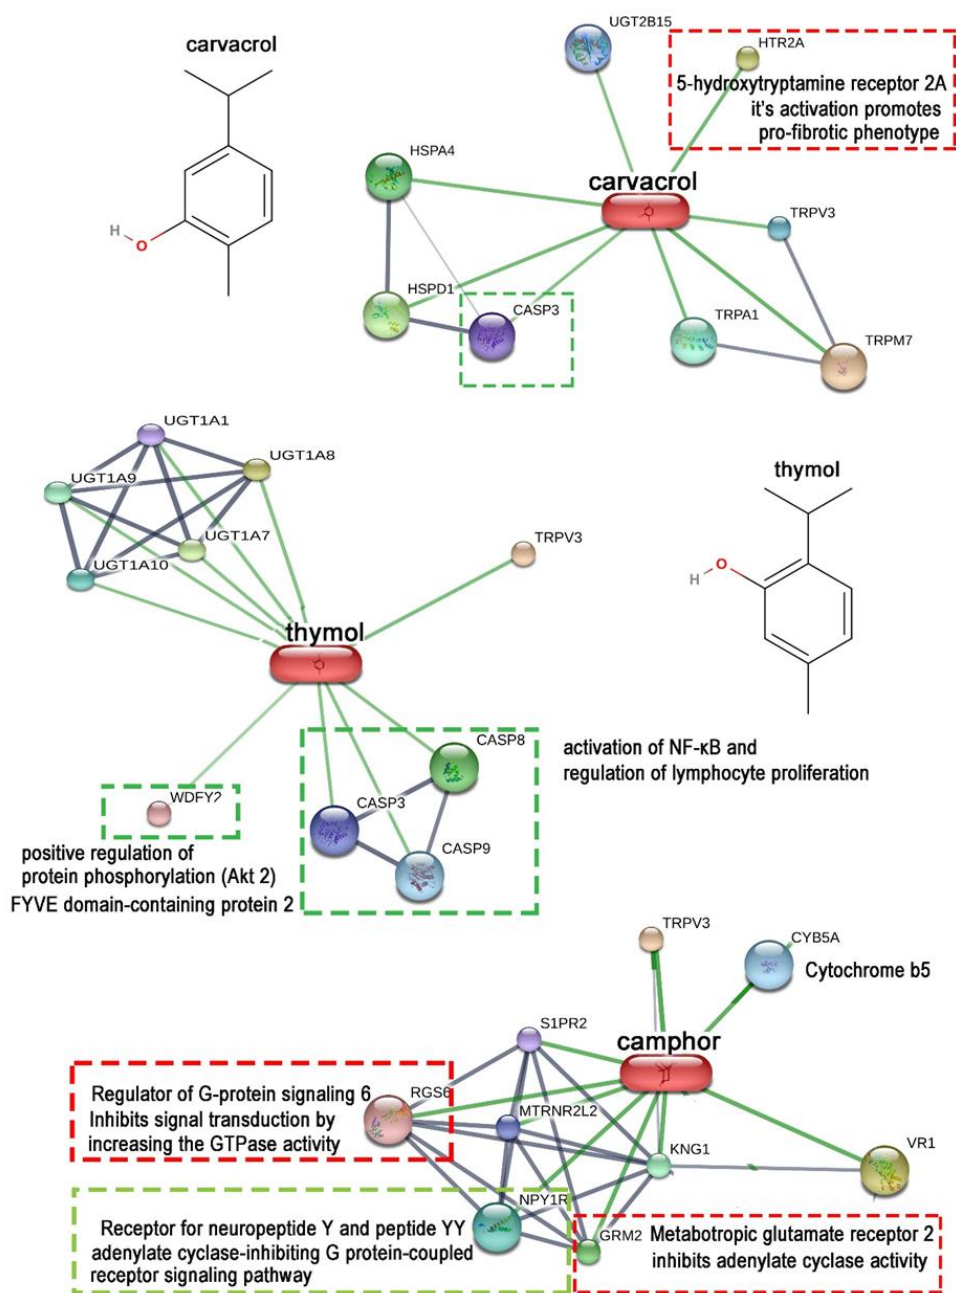 carvacrol
H
O
UGT2B15
HTR2A
5-hydroxytryptamine receptor 2A
it's activation promotes
pro-fibrotic phenotype
HSPA4
carvacrol
TRPV3
HSPD1
CASP3
TRPA1
TRPM7
UGT1A1
UGT1A8
UGT1A9
UGT1A7
UGT1A10
TRPV3
thymol
thymol
H
O
CASP8
CASP3
CASP9
activation of NF-κB and
regulation of lymphocyte proliferation
WDFY2
positive regulation of
protein phosphorylation (Akt 2)
FYVE domain-containing protein 2
TRPV3
CYB5A
Cytochrome b5
S1PR2
camphor
Regulator of G-protein signaling 6
Inhibits signal transduction by
increasing the GTPase activity
RGS6
MTRNR2L2
KNG1
VR1
NPY1R
Receptor for neuropeptide Y and peptide YY
adenylate cyclase-inhibiting G protein-coupled
receptor signaling pathway
GRM2
Metabotropic glutamate receptor 2
inhibits adenylate cyclase activity